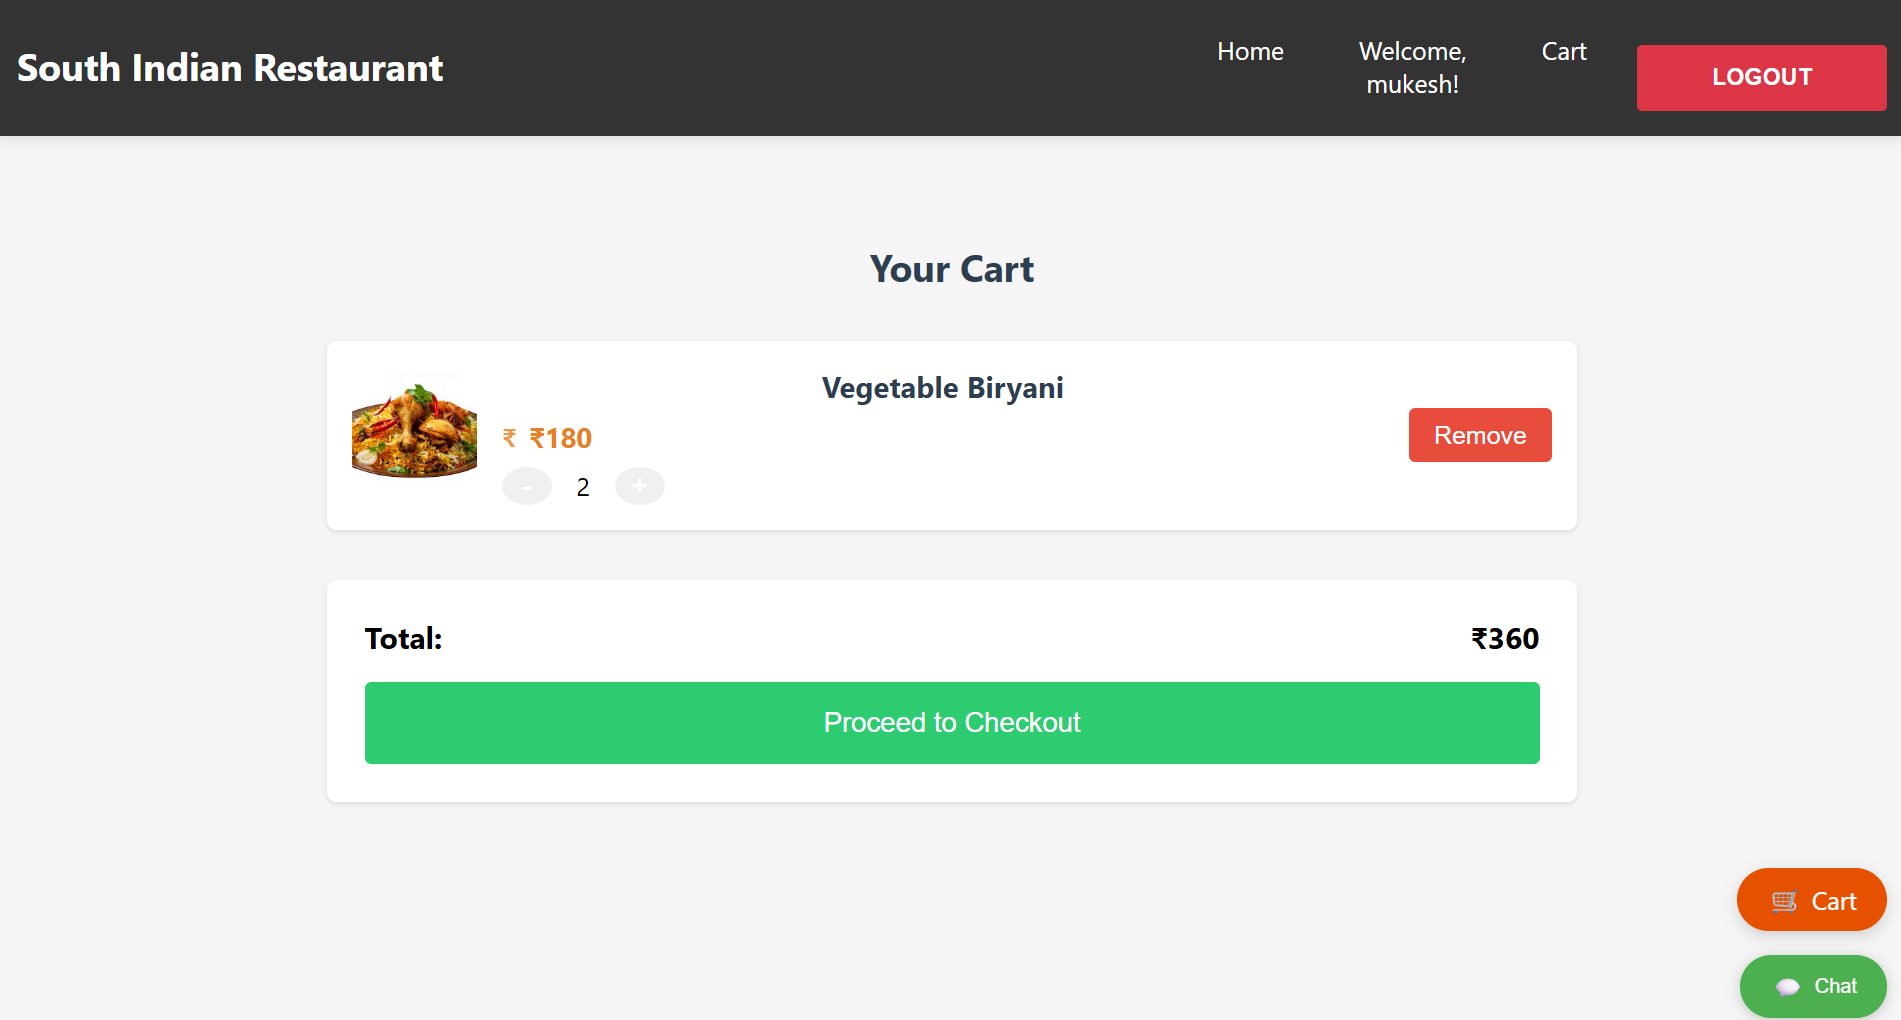 South Indian Restaurant
Home
Welcome,
mukesh!
Cart
LOGOUT
Your Cart
Vegetable Biryani
₹ ₹180
- 2 +
Remove
Total:
₹360
Proceed to Checkout
Cart
Chat